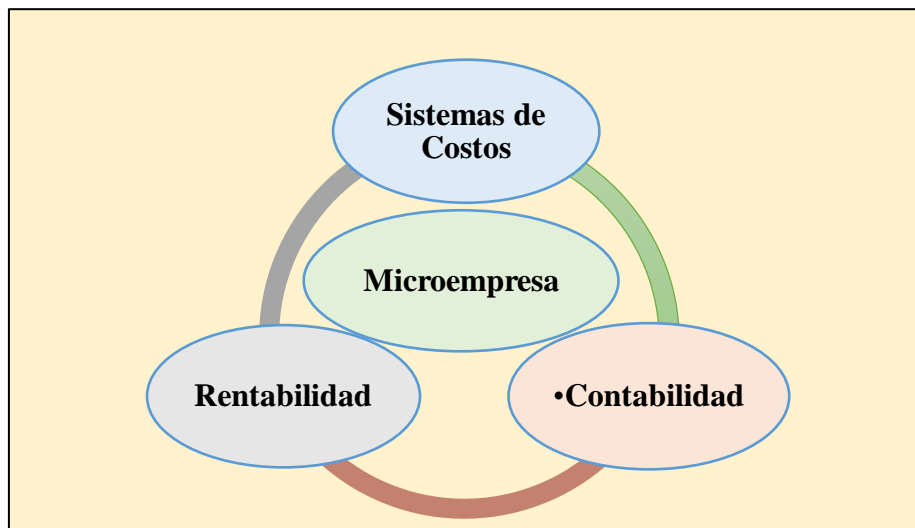 Sistemas de
Costos
Microempresa
Rentabilidad
•Contabilidad